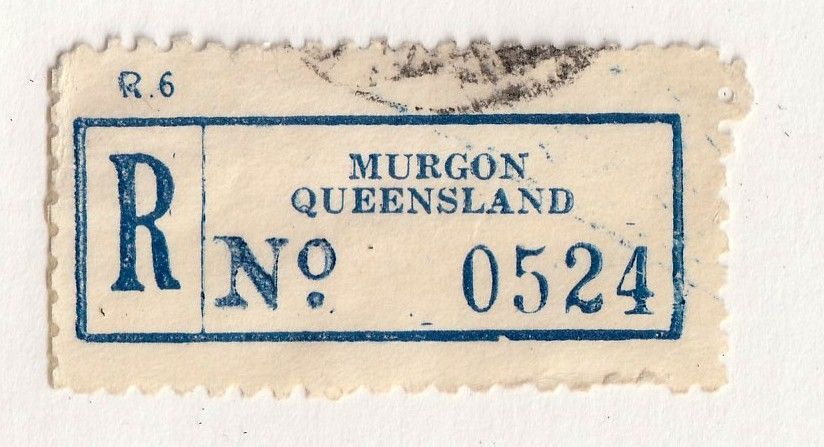 R.6
R
MURGON
QUEENSLAND
Nº. 0524